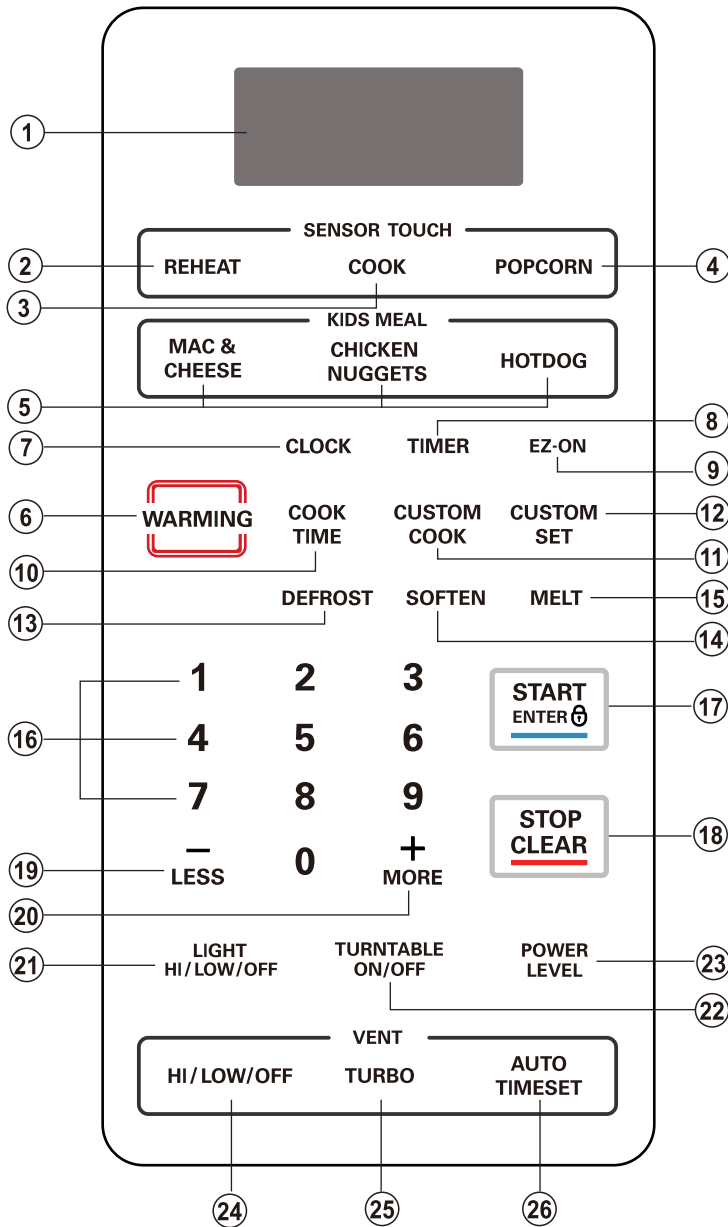 1
SENSOR TOUCH
2 REHEAT COOK POPCORN 4
3
KIDS MEAL
MAC &
CHEESE
CHICKEN
NUGGETS
HOTDOG
5
8
7 CLOCK TIMER EZ-ON
9
6 WARMING
COOK
TIME
CUSTOM
COOK
CUSTOM
SET
12
10
11
DEFROST SOFTEN MELT 15
13
14
1 2 3
START
ENTER
17
16 4 5 6
7 8 9
STOP
CLEAR
18
– 0 +
19 LESS MORE
20
21
LIGHT
HI/LOW/OFF
TURNTABLE
ON/OFF
POWER
LEVEL
23
22
VENT
HI/LOW/OFF TURBO
AUTO
TIMESET
24 25 26